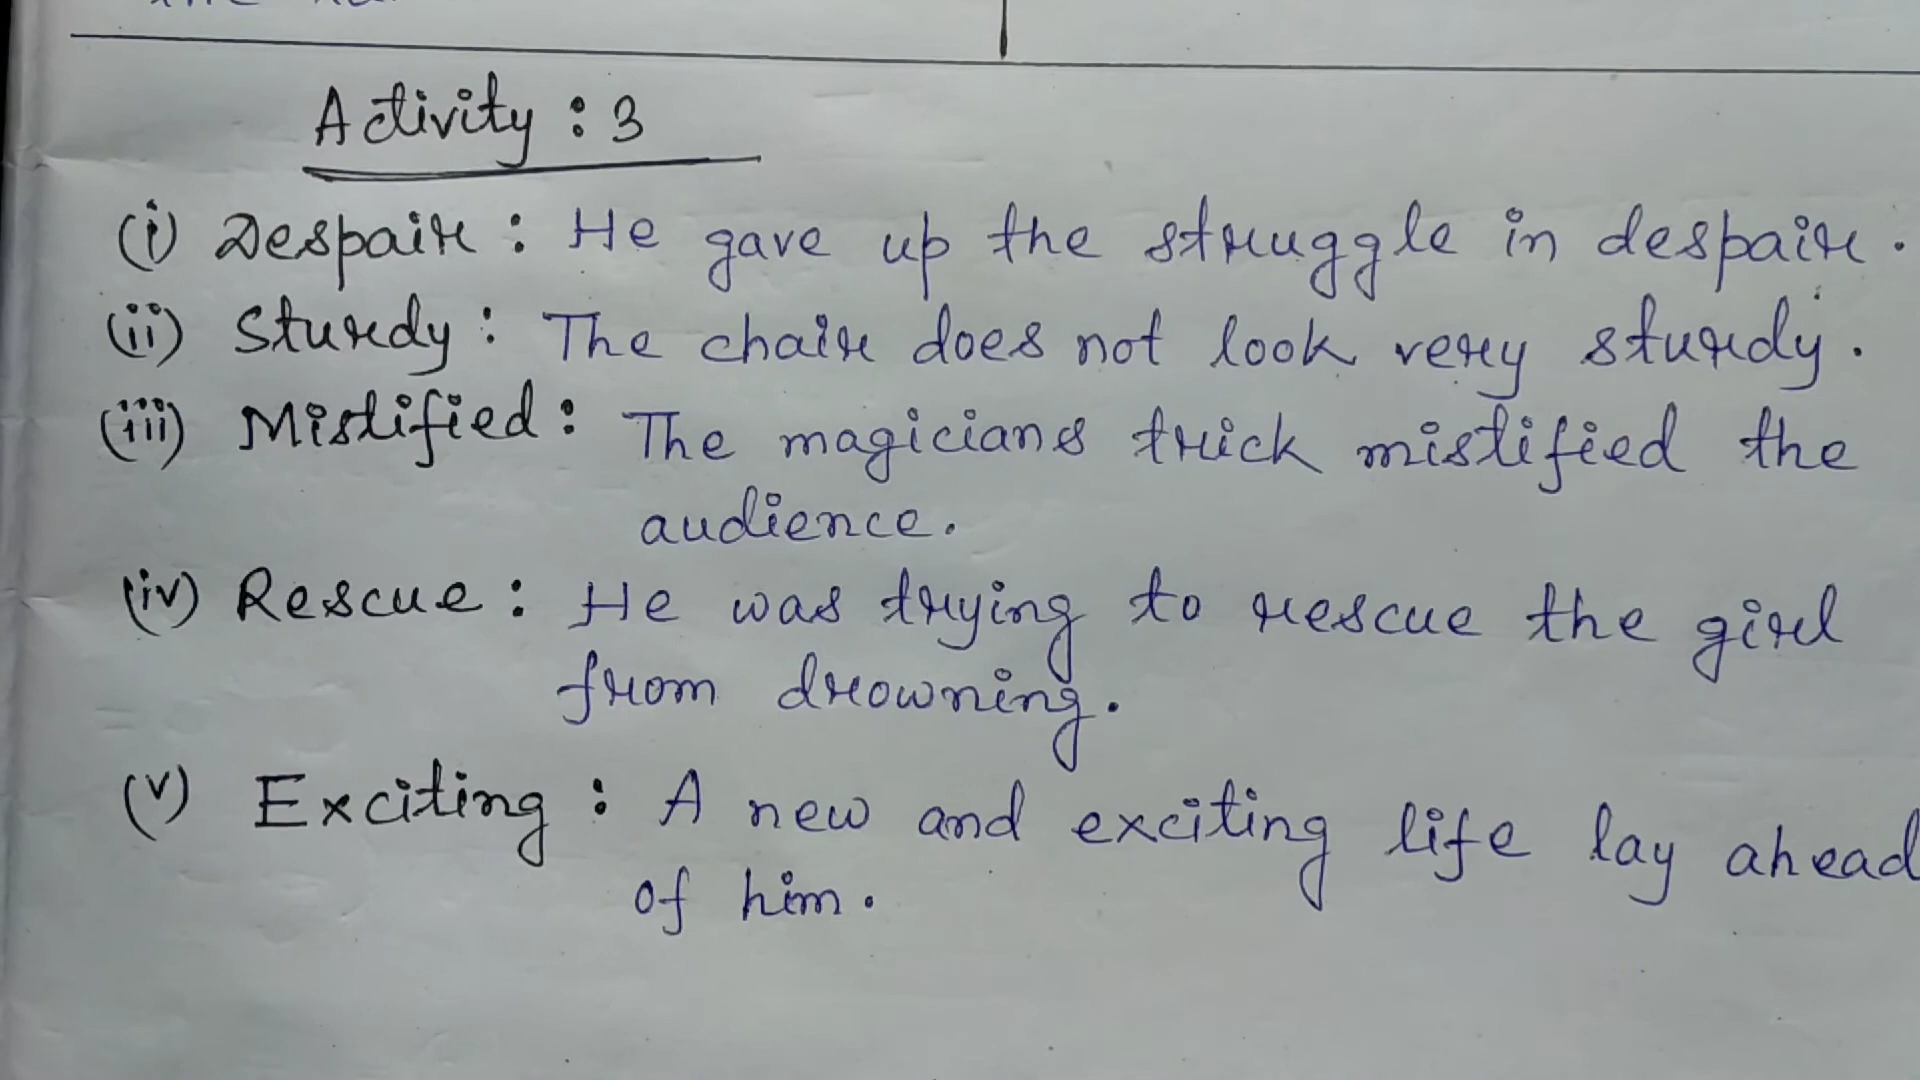 Activity : 3
(i) Despair : He gave up the struggle in despair.
(ii) Sturdy : The chair does not look very sturdy.
(iii) Mistified : The magicians trick mistified the
audience.
(iv) Rescue : He was trying to rescue the girl
from drowning.
(v) Exciting : A new and exciting life lay ahead
of him.